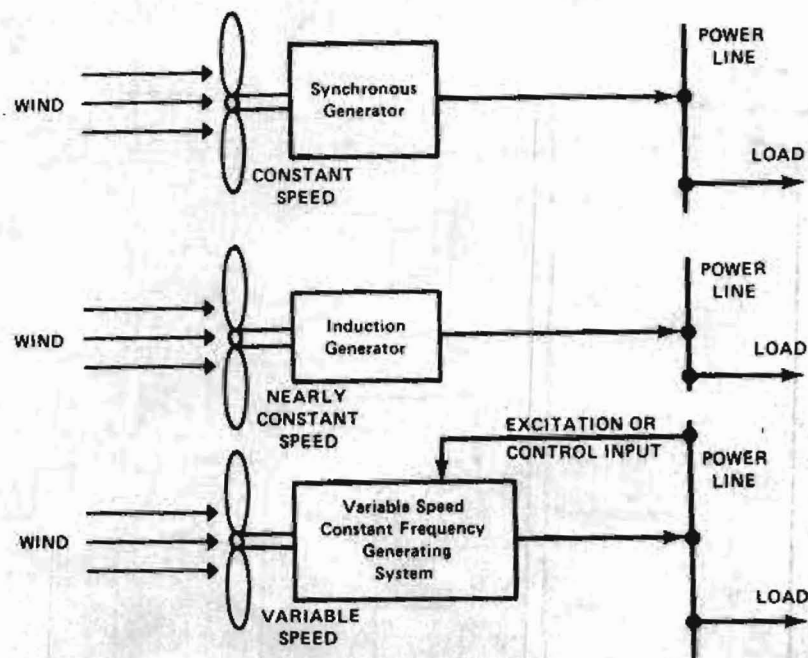 POWER
LINE
WIND
Synchronous
Generator
LOAD
CONSTANT
SPEED
POWER
LINE
WIND
Induction
Generator
LOAD
NEARLY
CONSTANT
SPEED
EXCITATION OR
CONTROL INPUT
POWER
LINE
WIND
Variable Speed
Constant Frequency
Generating
System
LOAD
VARIABLE
SPEED